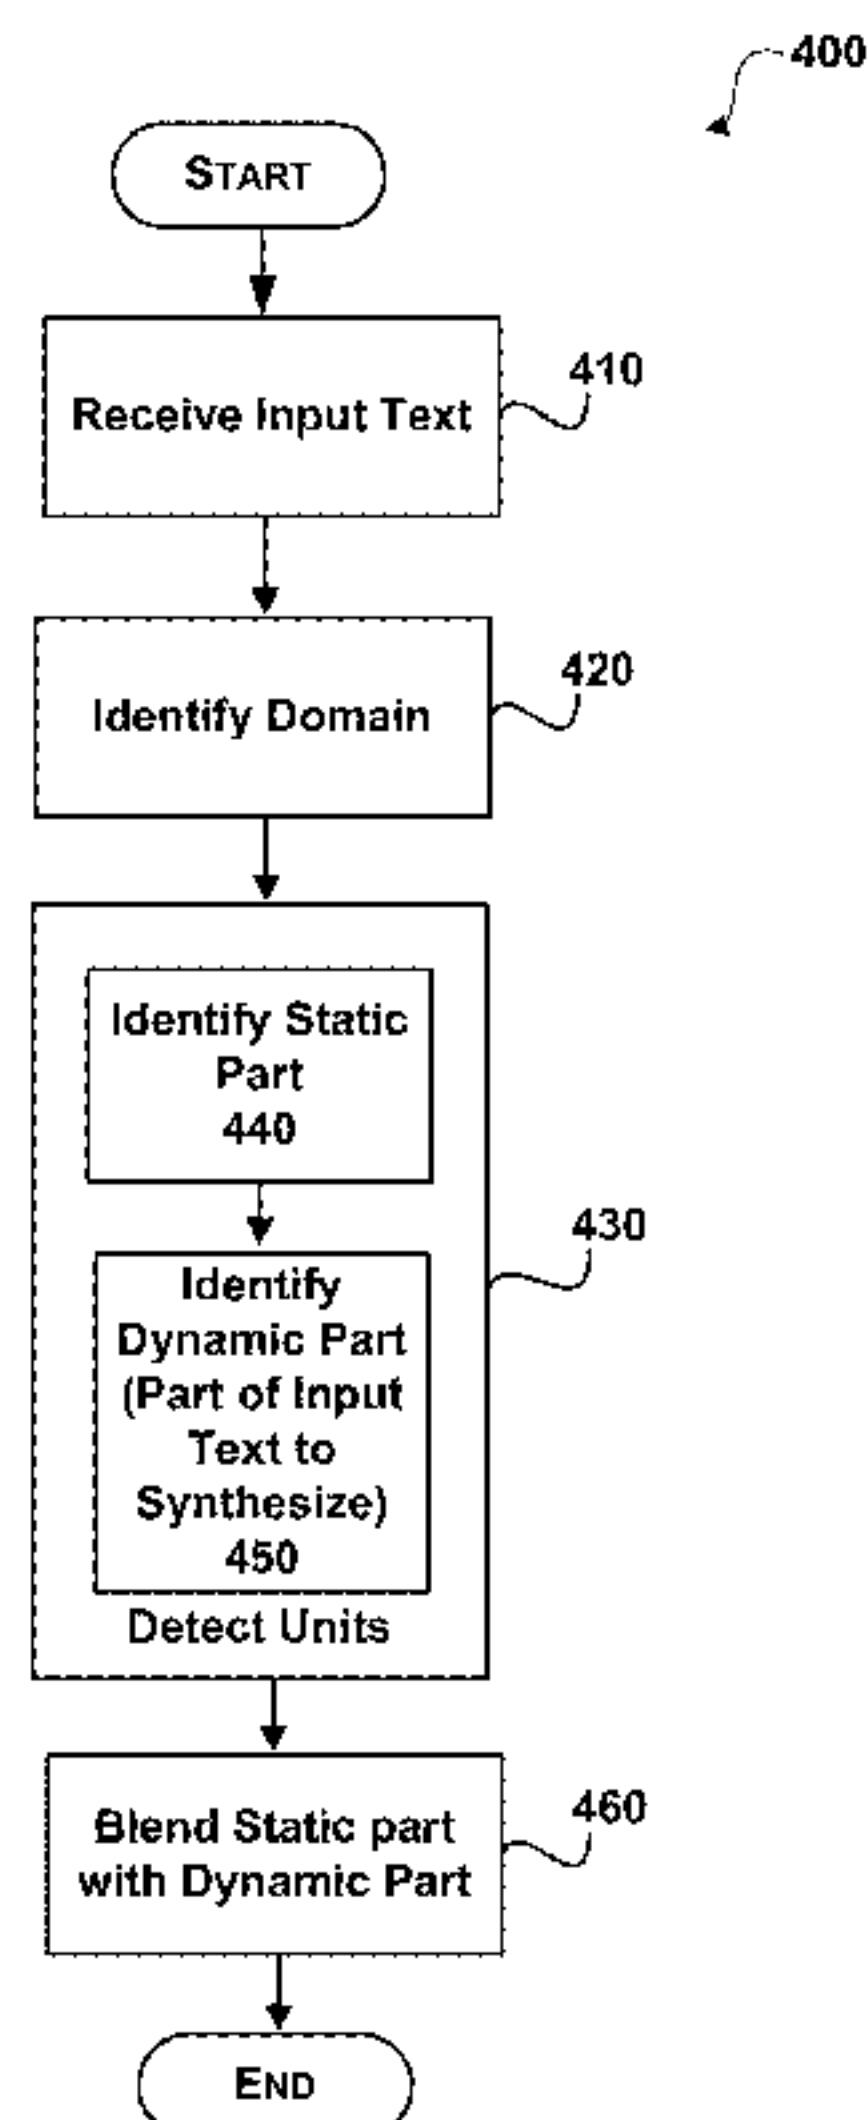 400
START
Receive Input Text
410
Identify Domain
420
Identify Static
Part
440
Identify
Dynamic Part
(Part of Input
Text to
Synthesize)
450
Detect Units
430
Blend Static part
with Dynamic Part
460
END